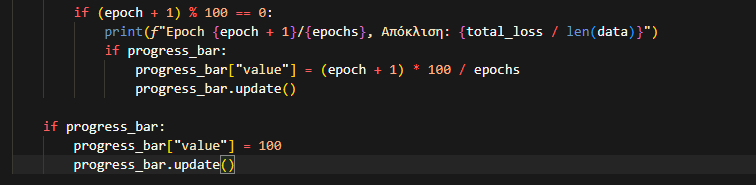 if (epoch + 1) % 100 == 0:
print(f"Epoch {epoch + 1}/{epochs}, Απόκλιση: {total_loss / len(data)}")
if progress_bar:
progress_bar["value"] = (epoch + 1) * 100 / epochs
progress_bar.update()
if progress_bar:
progress_bar["value"] = 100
progress_bar.update()